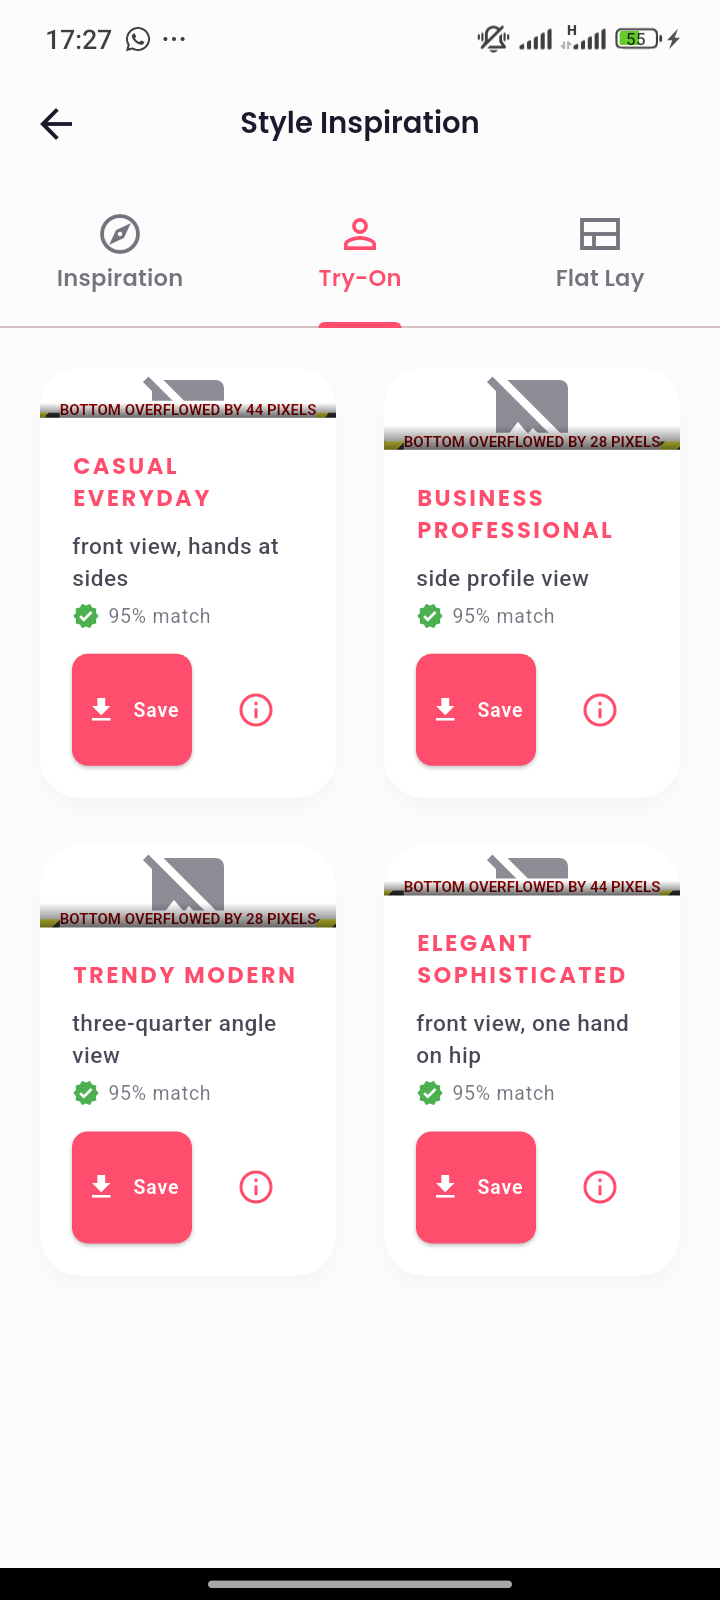 17:27
H
55
Style Inspiration
Inspiration
Try-On
Flat Lay
BOTTOM OVERFLOWED BY 44 PIXELS
CASUAL
EVERYDAY
front view, hands at
sides
95% match
Save
BOTTOM OVERFLOWED BY 28 PIXELS
BUSINESS
PROFESSIONAL
side profile view
95% match
Save
BOTTOM OVERFLOWED BY 28 PIXELS
TRENDY MODERN
three-quarter angle
view
95% match
Save
BOTTOM OVERFLOWED BY 44 PIXELS
ELEGANT
SOPHISTICATED
front view, one hand
on hip
95% match
Save